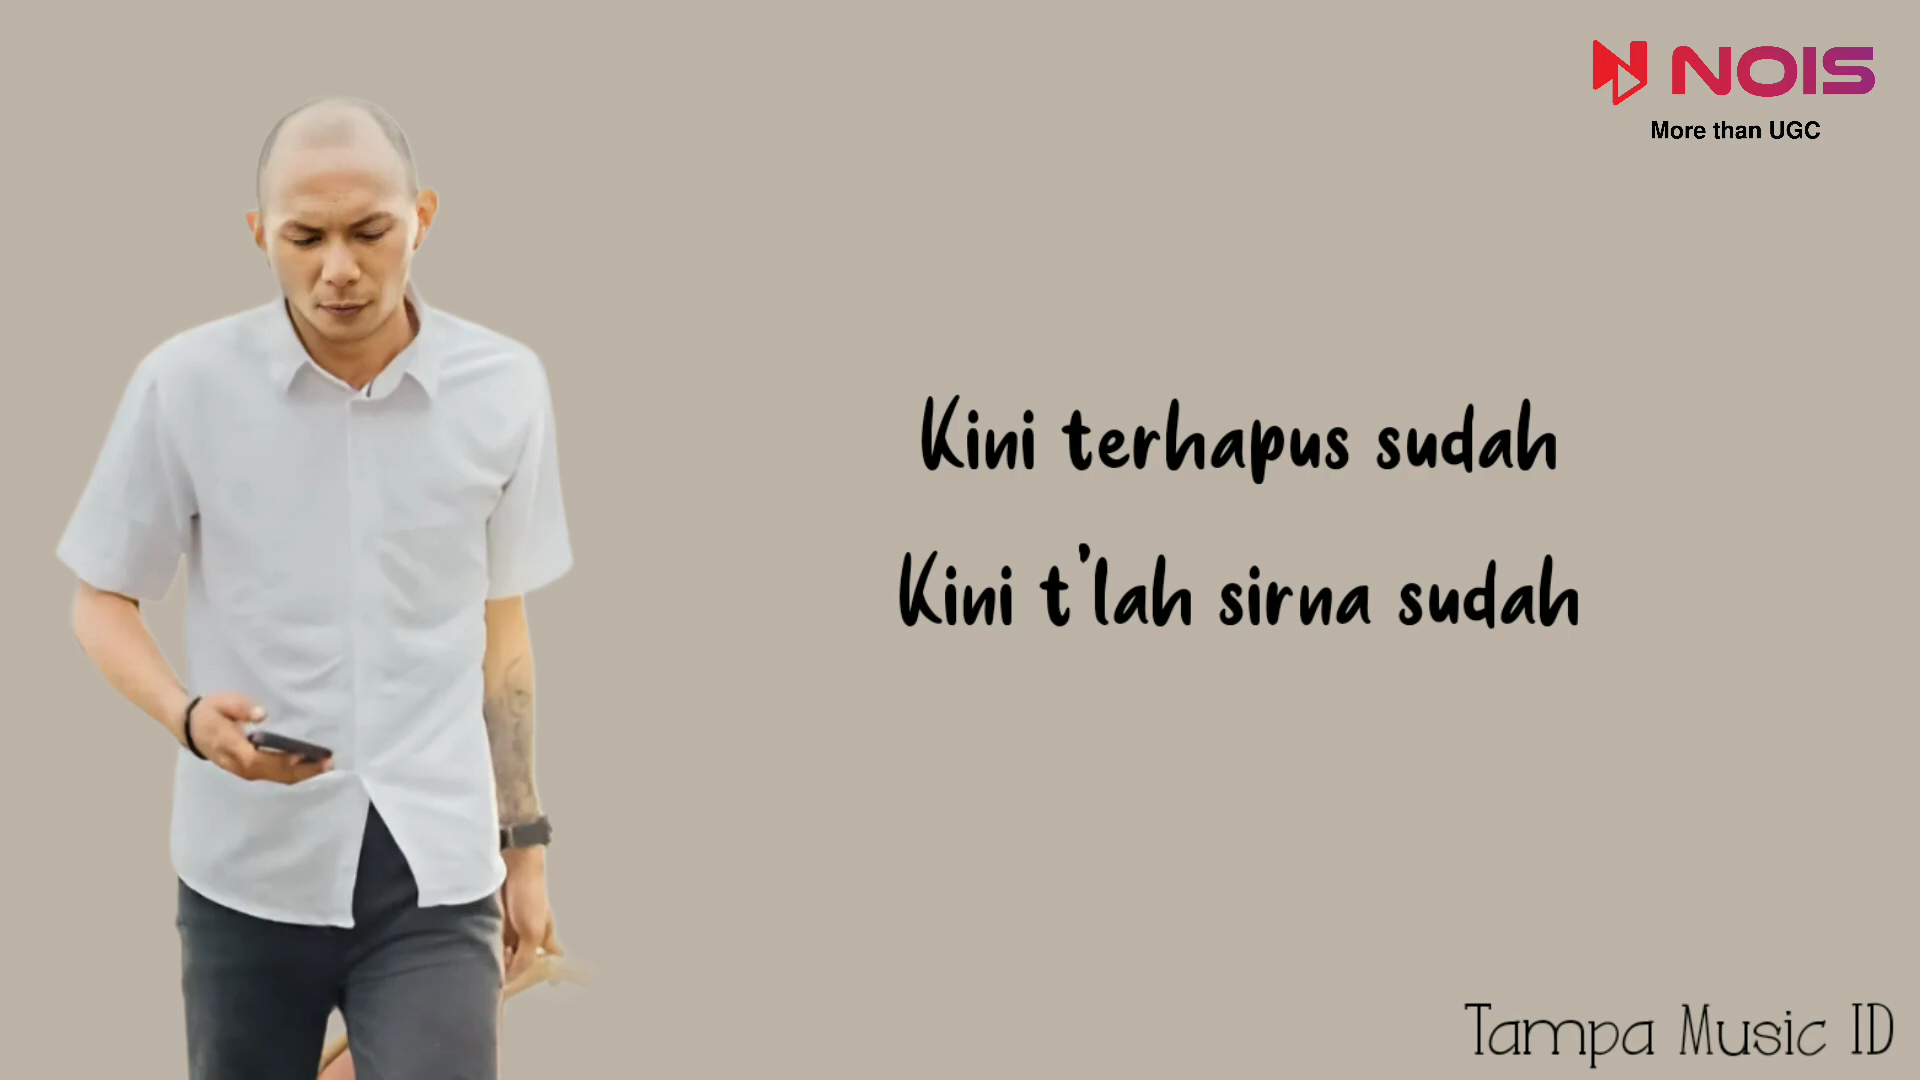 NOIS
More than UGC
Kini terhapus sudah
Kini t'lah sirna sudah
Tampa Music ID